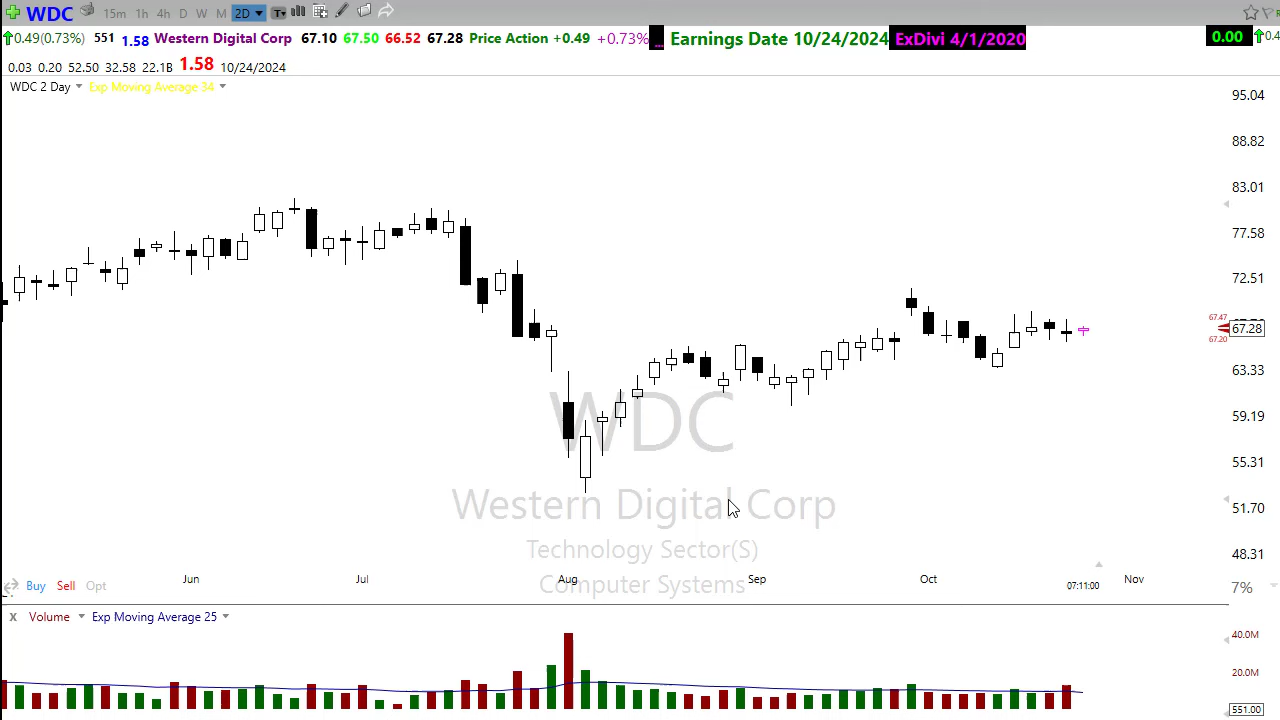 WDC 15m 1h 4h D W M 2D T
0.49(0.73%) 551 1.58 Western Digital Corp 67.10 67.50 66.52 67.28 Price Action +0.49 +0.73% ... Earnings Date 10/24/2024 ExDivi 4/1/2020 0.00
0.03 0.20 52.50 32.58 22.1B 1.58 10/24/2024
WDC 2 Day Exp Moving Average 34
95.04
88.82
83.01
77.58
72.51
67.47
67.28
67.20
63.33
59.19
55.31
51.70
48.31
WDC
Western Digital Corp
Technology Sector(S)
Computer Systems
Buy Sell Opt
Jun Jul Aug Sep Oct Nov
07:11:00
7%
X Volume Exp Moving Average 25
40.0M
20.0M
551.00